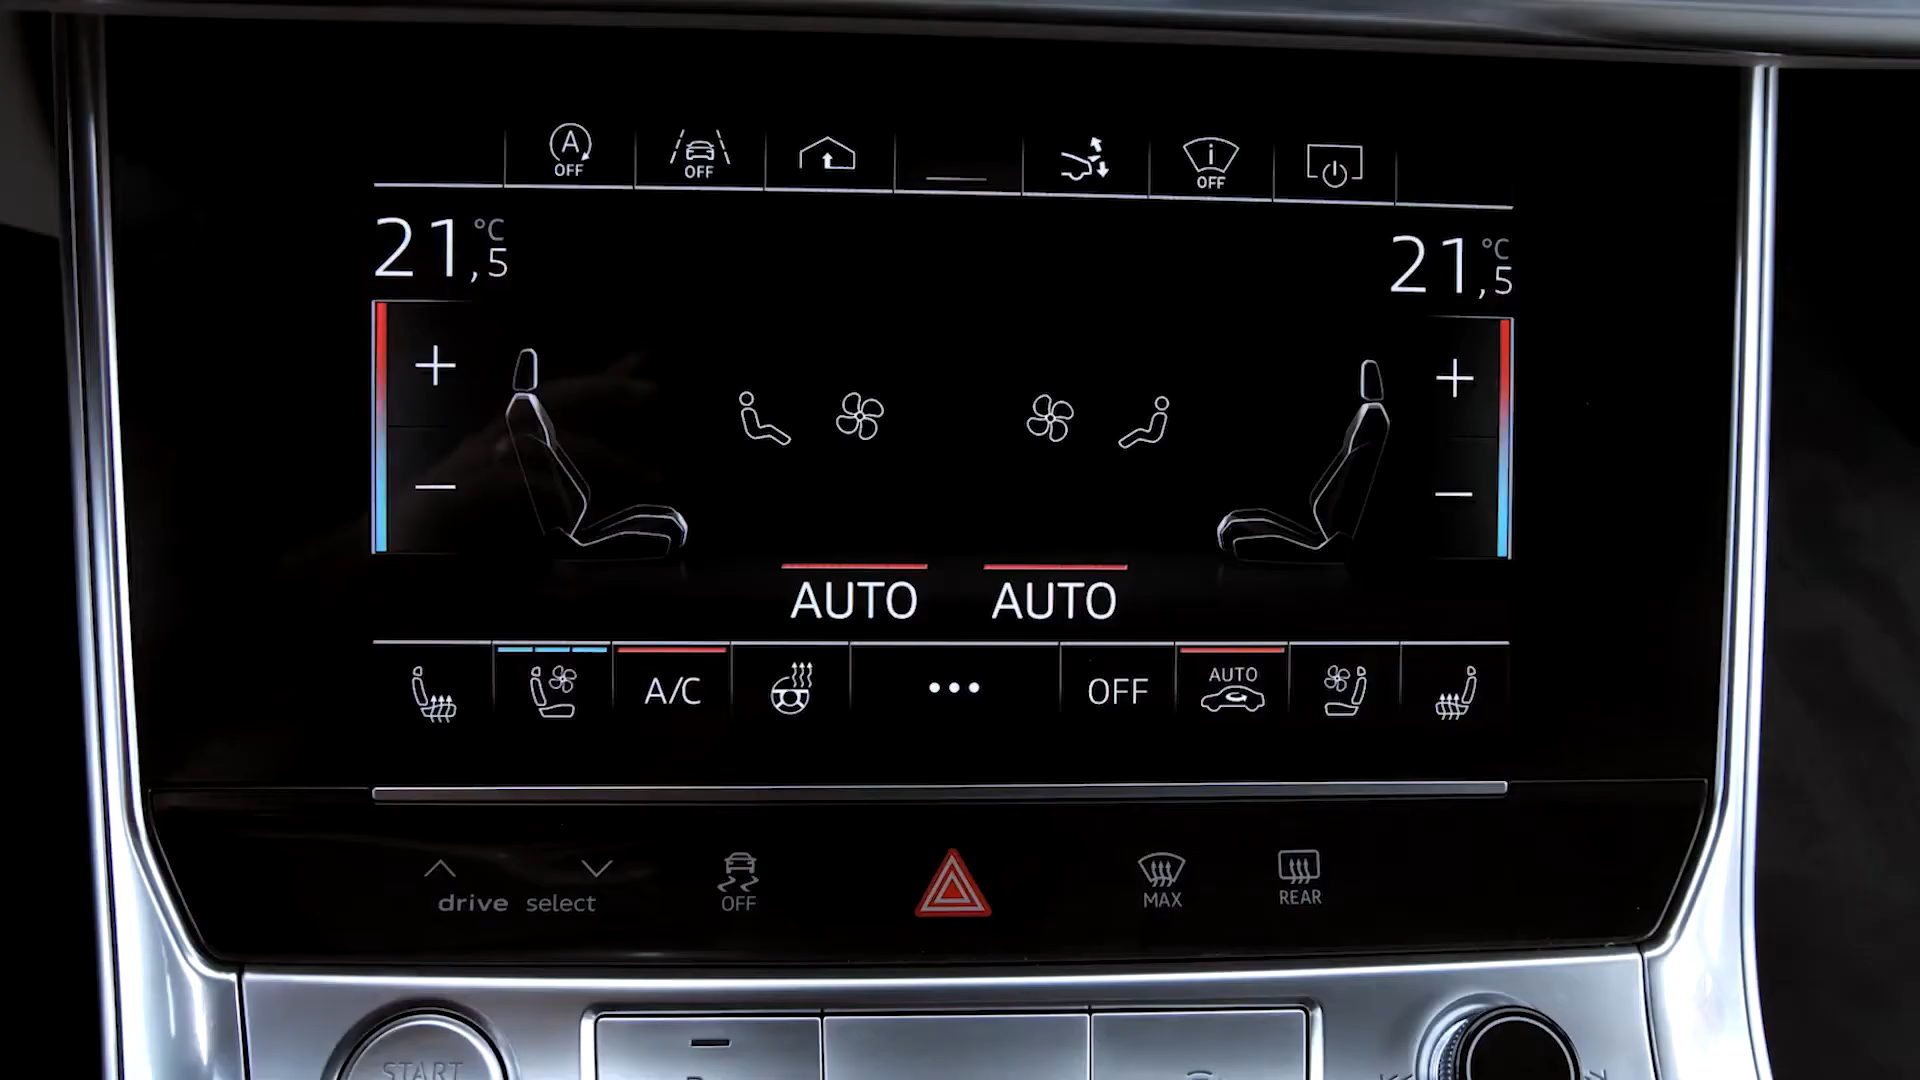 A
OFF
OFF
i
OFF
21,5 °C
21,5 °C
AUTO AUTO
A/C
OFF
AUTO
drive select
OFF
MAX
REAR
START